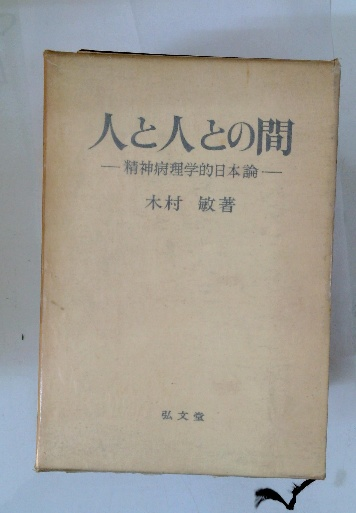 人と人との間
—精神病理学的日本論—
木村 敏著
弘文堂